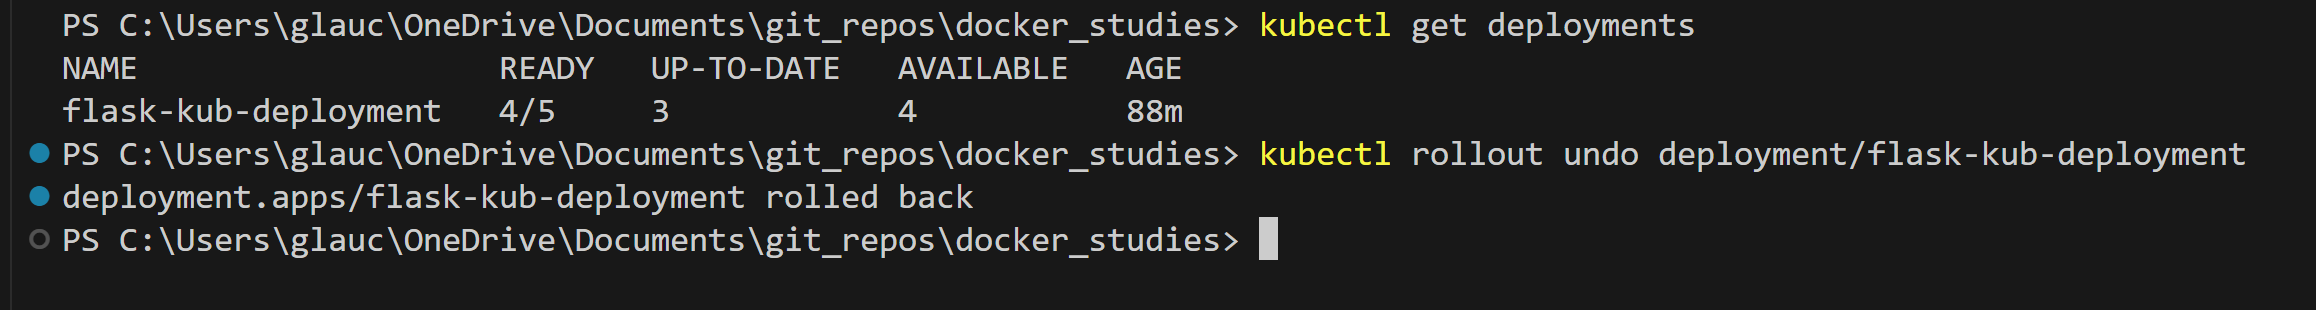 PS C:\Users\glauc\OneDrive\Documents\git_repos\docker_studies> kubectl get deployments
NAME                   READY   UP-TO-DATE   AVAILABLE   AGE
flask-kub-deployment   4/5     3            4           88m
PS C:\Users\glauc\OneDrive\Documents\git_repos\docker_studies> kubectl rollout undo deployment/flask-kub-deployment
deployment.apps/flask-kub-deployment rolled back
PS C:\Users\glauc\OneDrive\Documents\git_repos\docker_studies>